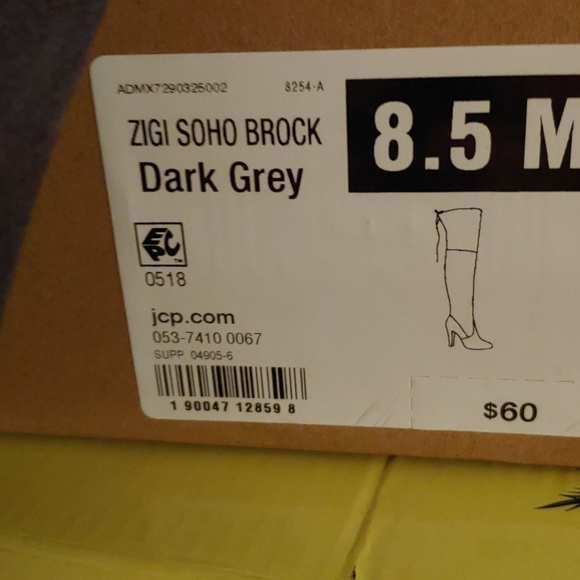 ADMX7290325002 8254-A
ZIGI SOHO BROCK
Dark Grey
8.5 M
EPC™
0518
jcp.com
053-7410 0067
SUPP 04905-6
1 90047 12859 8
$60